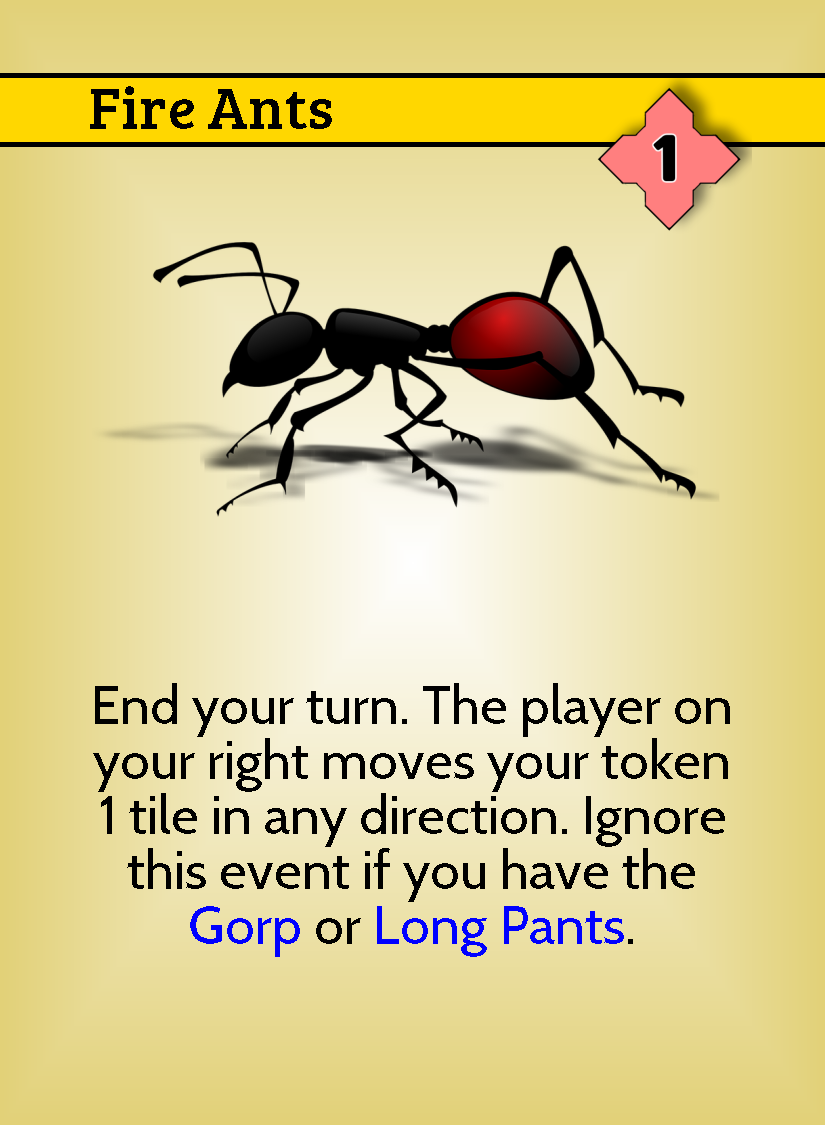 Fire Ants
1
End your turn. The player on
your right moves your token
1 tile in any direction. Ignore
this event if you have the
Gorp or Long Pants.